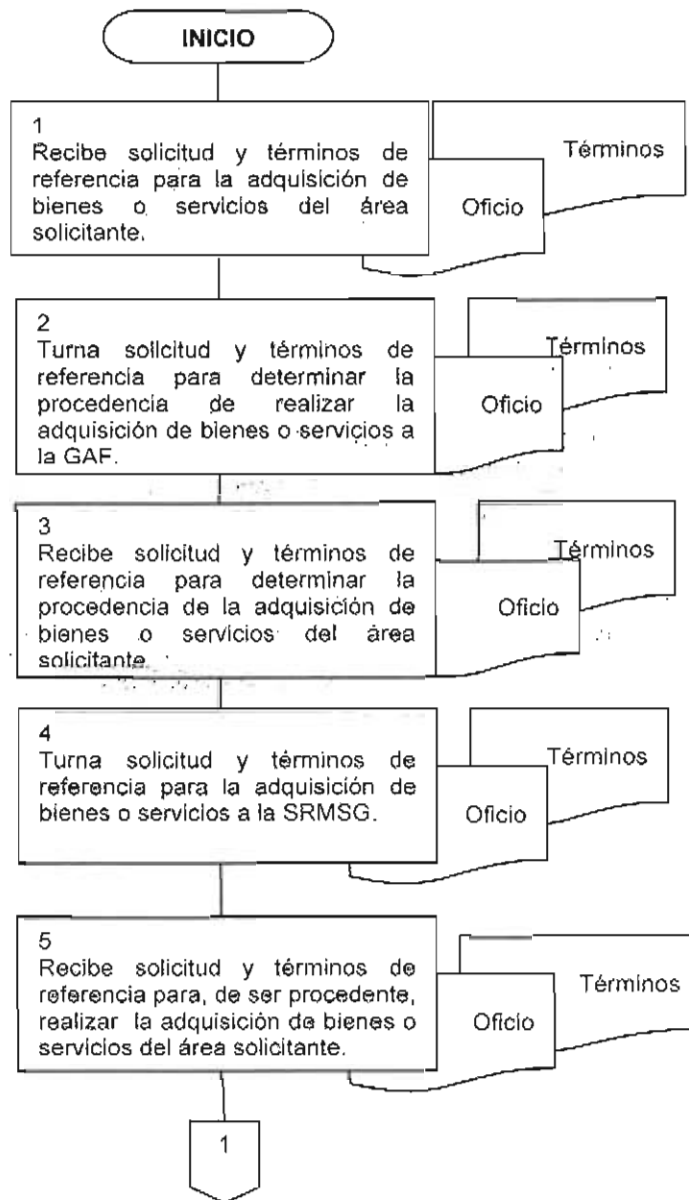 INICIO
1
Recibe solicitud y términos de
referencia para la adquisición de
bienes o servicios del área
solicitante.
Términos
Oficio
2
Turna solicitud y términos de
referencia para determinar la
procedencia de realizar la
adquisición de bienes o servicios a
la GAF.
Términos
Oficio
3
Recibe solicitud y términos de
referencia para determinar la
procedencia de la adquisición de
bienes o servicios del área
solicitante.
Términos
Oficio
4
Turna solicitud y términos de
referencia para la adquisición de
bienes o servicios a la SRMSG.
Términos
Oficio
5
Recibe solicitud y términos de
referencia para, de ser procedente,
realizar la adquisición de bienes o
servicios del área solicitante.
Términos
Oficio
1